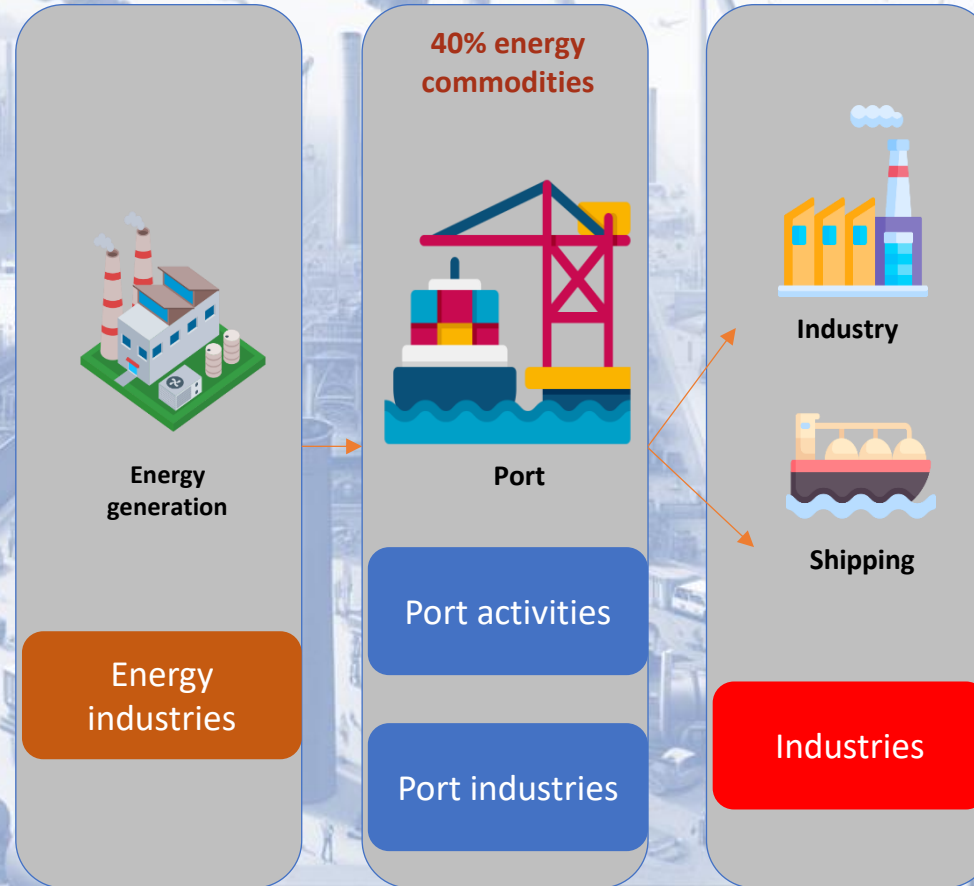 40% energy
commodities
Energy
generation
Port
Industry
Shipping
Energy
industries
Port activities
Port industries
Industries